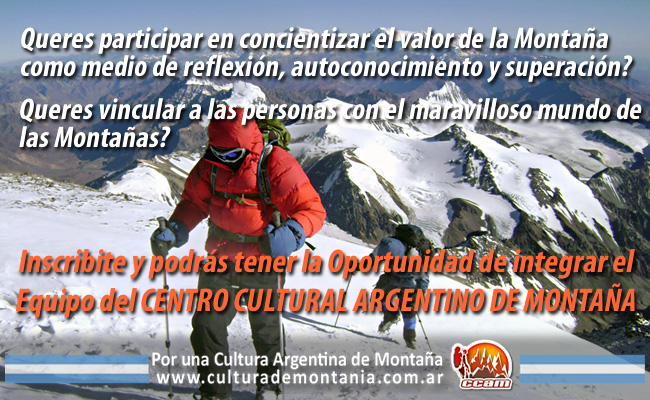 Queres participar en concientizar el valor de la Montaña
como medio de reflexión, autoconocimiento y superación?
Queres vincular a las personas con el maravilloso mundo de
las Montañas?
Inscribite y podrás tener la Oportunidad de integrar el
Equipo del CENTRO CULTURAL ARGENTINO DE MONTAÑA
Por una Cultura Argentina de Montaña
www.culturademontania.com.ar
ccam